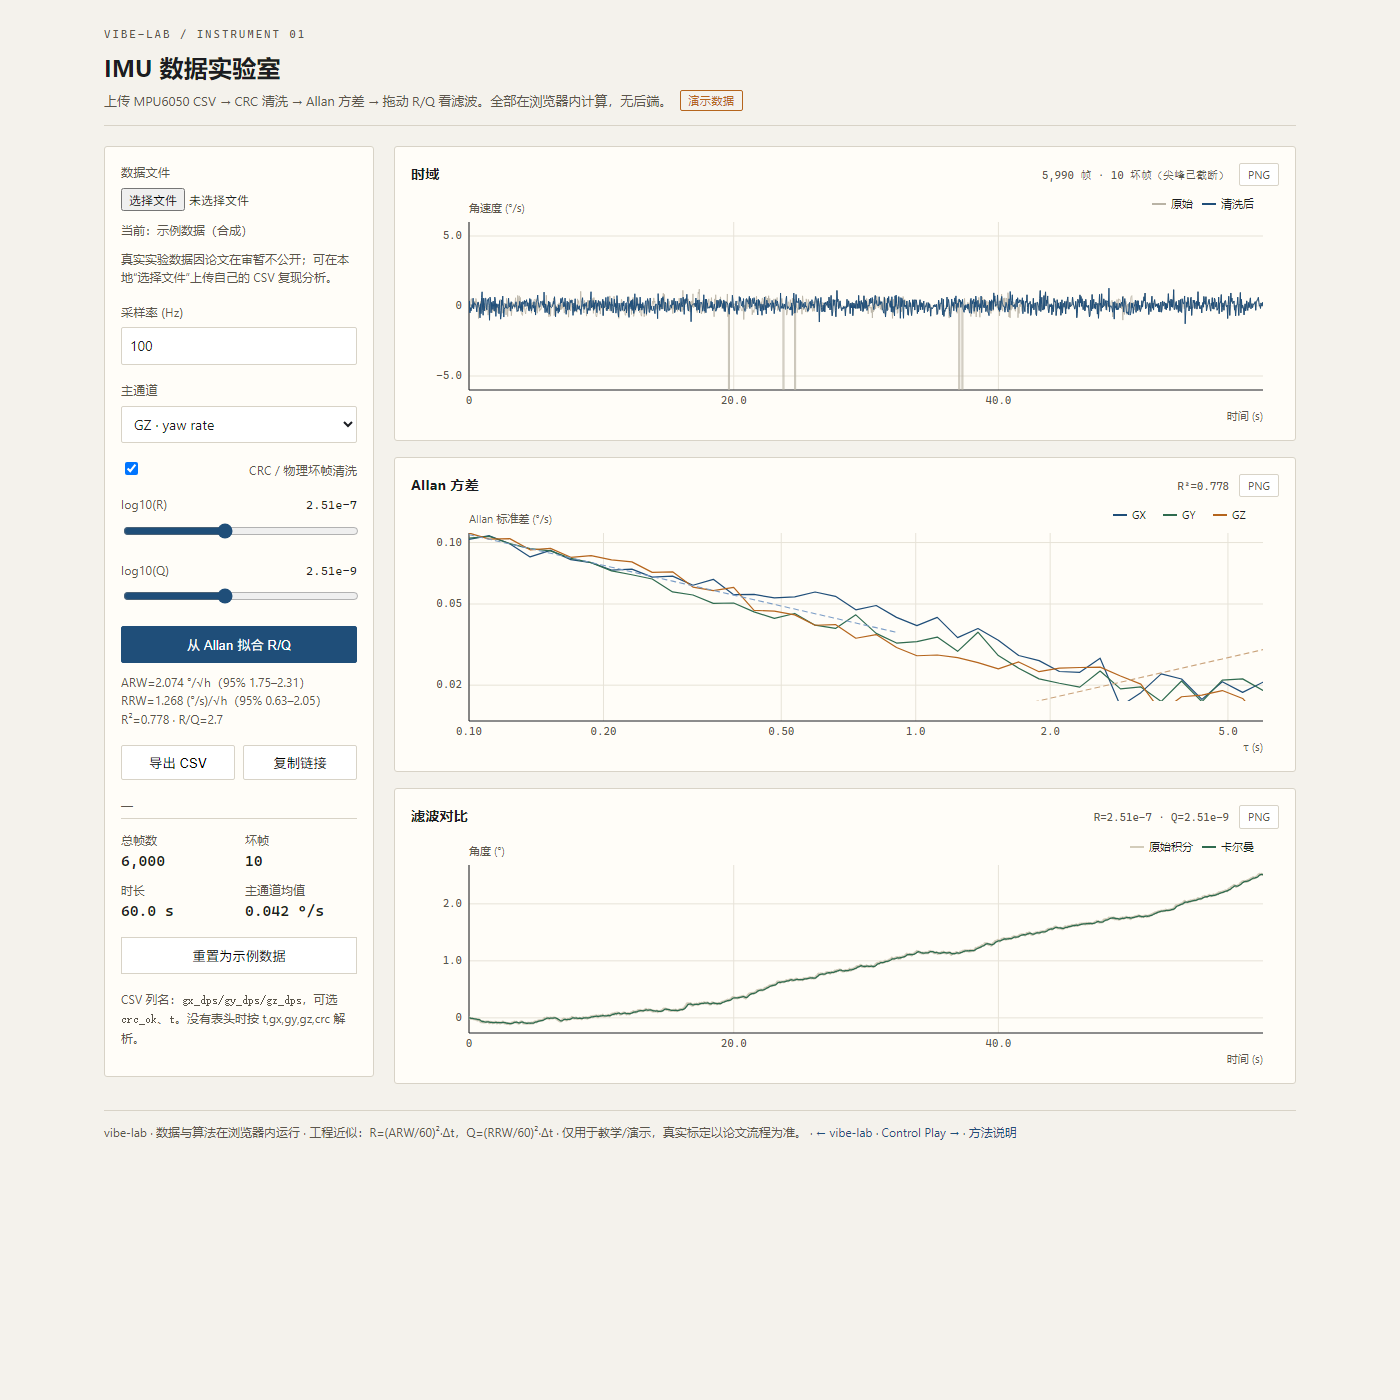 VIBE-LAB / INSTRUMENT 01
IMU 数据实验室
上传 MPU6050 CSV → CRC 清洗 → Allan 方差 → 拖动 R/Q 看滤波。全部在浏览器内计算，无后端。 演示数据
数据文件
选择文件 未选择文件
当前：示例数据（合成）
真实实验数据因论文在审暂不公开；可在本
地“选择文件”上传自己的 CSV 复现分析。
采样率 (Hz)
100
主通道
GZ · yaw rate
CRC / 物理坏帧清洗
log10(R) 2.51e-7
log10(Q) 2.51e-9
从 Allan 拟合 R/Q
ARW=2.074 °/√h（95% 1.75–2.31）
RRW=1.268 (°/s)/√h（95% 0.63–2.05）
R²=0.778 · R/Q=2.7
导出 CSV 复制链接
—
总帧数 坏帧
6,000 10
时长 主通道均值
60.0 s 0.042 °/s
重置为示例数据
CSV 列名：gx_dps/gy_dps/gz_dps，可选
crc_ok、t。没有表头时按 t,gx,gy,gz,crc 解
析。
时域 5,990 帧 · 10 坏帧（尖峰已截断） PNG
角速度 (°/s) 原始 清洗后
5.0
0
−5.0
0 20.0 40.0
时间 (s)
Allan 方差 R²=0.778 PNG
Allan 标准差 (°/s) GX GY GZ
0.10
0.05
0.02
0.10 0.20 0.50 1.0 2.0 5.0
τ (s)
滤波对比 R=2.51e-7 · Q=2.51e-9 PNG
角度 (°) 原始积分 卡尔曼
2.0
1.0
0
0 20.0 40.0
时间 (s)
vibe-lab · 数据与算法在浏览器内运行 · 工程近似：R=(ARW/60)²·Δt，Q=(RRW/60)²·Δt · 仅用于教学/演示，真实标定以论文流程为准。 · ← vibe-lab · Control Play → · 方法说明